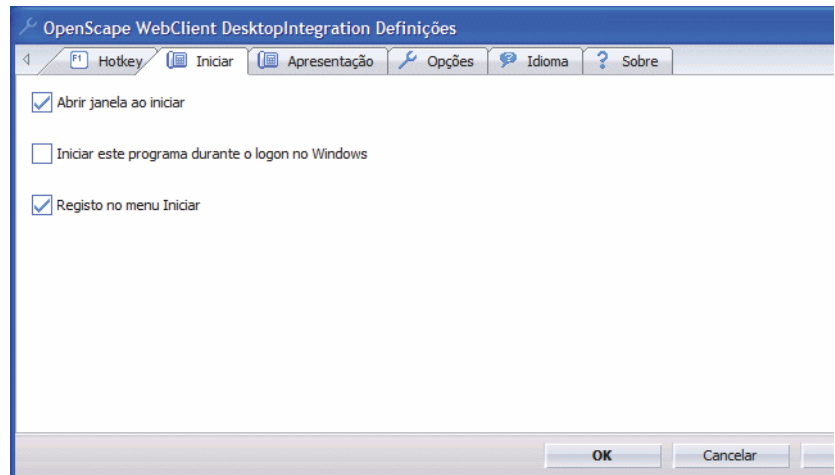 OpenScape WebClient DesktopIntegration Definições
F1 Hotkey Iniciar Apresentação Opções Idioma ? Sobre
Abrir janela ao iniciar
Iniciar este programa durante o logon no Windows
Registo no menu Iniciar
OK Cancelar